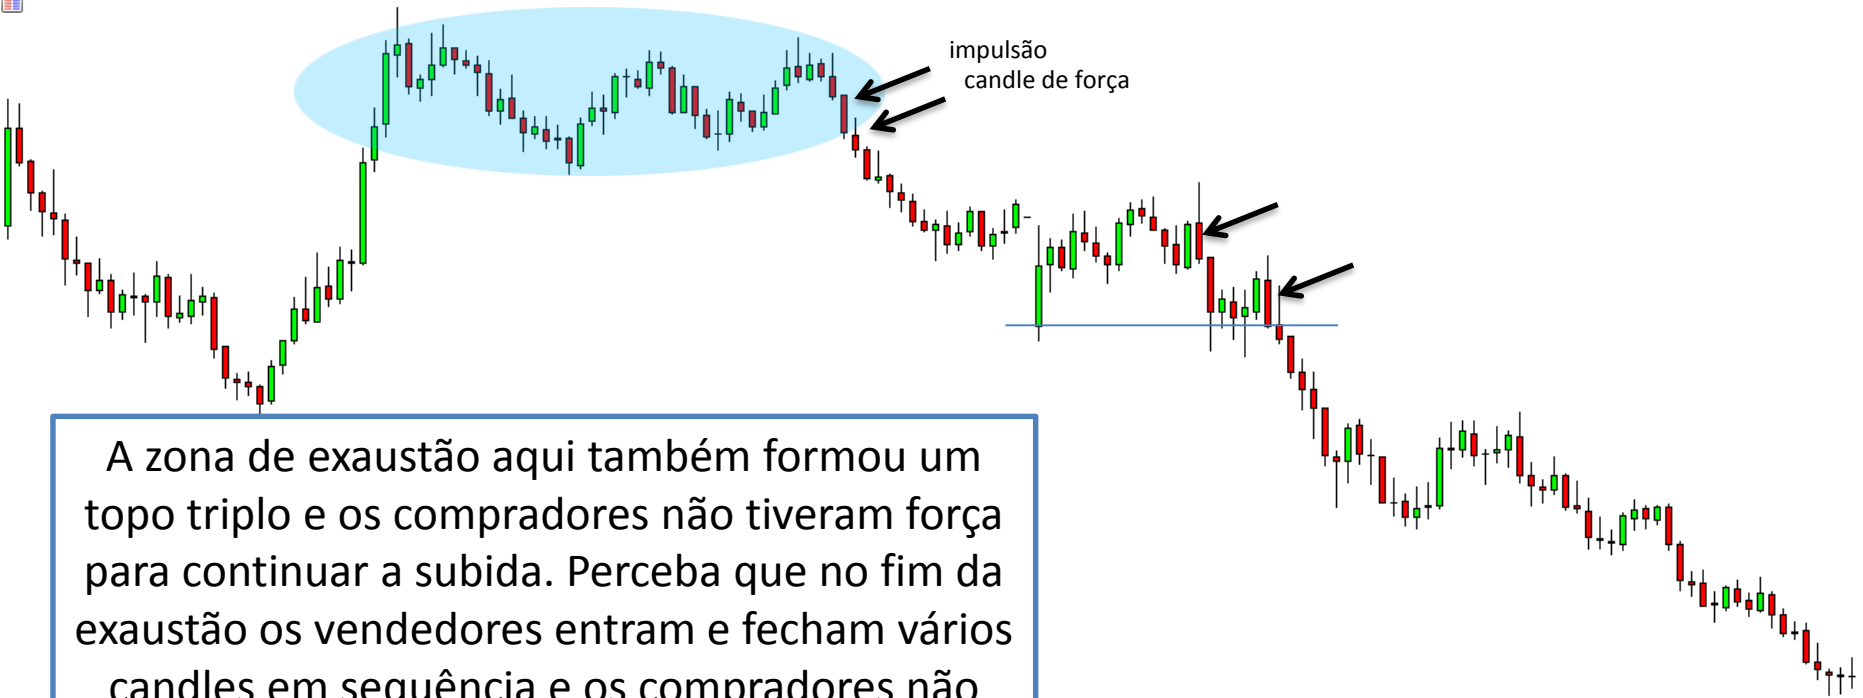 impulsão
candle de força
A zona de exaustão aqui também formou um
topo triplo e os compradores não tiveram força
para continuar a subida. Perceba que no fim da
exaustão os vendedores entram e fecham vários
candles em sequência e os compradores não